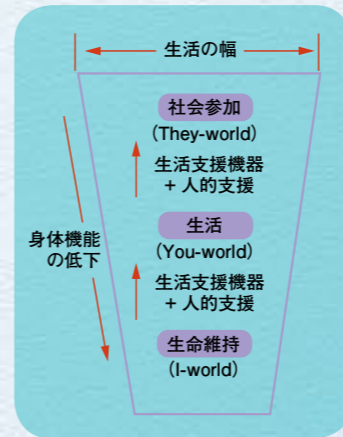 生活の幅
社会参加
(They-world)
生活支援機器
+ 人的支援
身体機能
の低下
生活
(You-world)
生活支援機器
+ 人的支援
生命維持
(I-world)